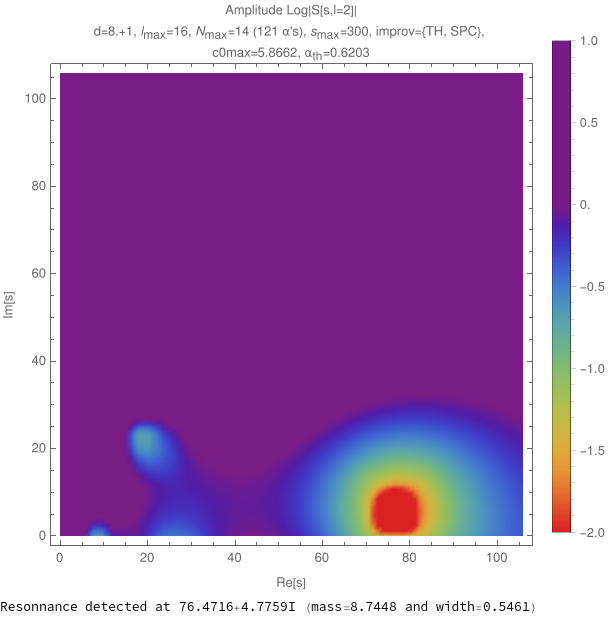 Amplitude Log|S[s,l=2]|
d=8.+1, lmax=16, Nmax=14 (121 α's), smax=300, improv={TH, SPC},
c0max=5.8662, αth=0.6203
1.0
0.5
0.
-0.5
-1.0
-1.5
-2.0
100
80
60
40
20
0
Im[s]
0 20 40 60 80 100
Re[s]
Resonnance detected at 76.4716+4.7759I (mass=8.7448 and width=0.5461)